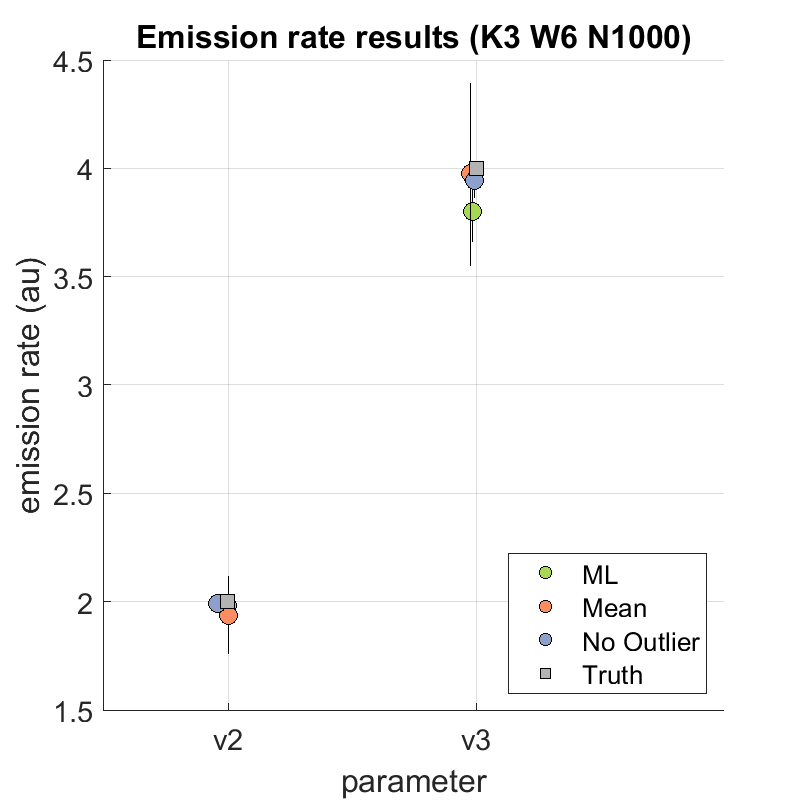 Emission rate results (K3 W6 N1000)
4.5
4
3.5
3
2.5
2
1.5
emission rate (au)
v2
v3
parameter
ML
Mean
No Outlier
Truth